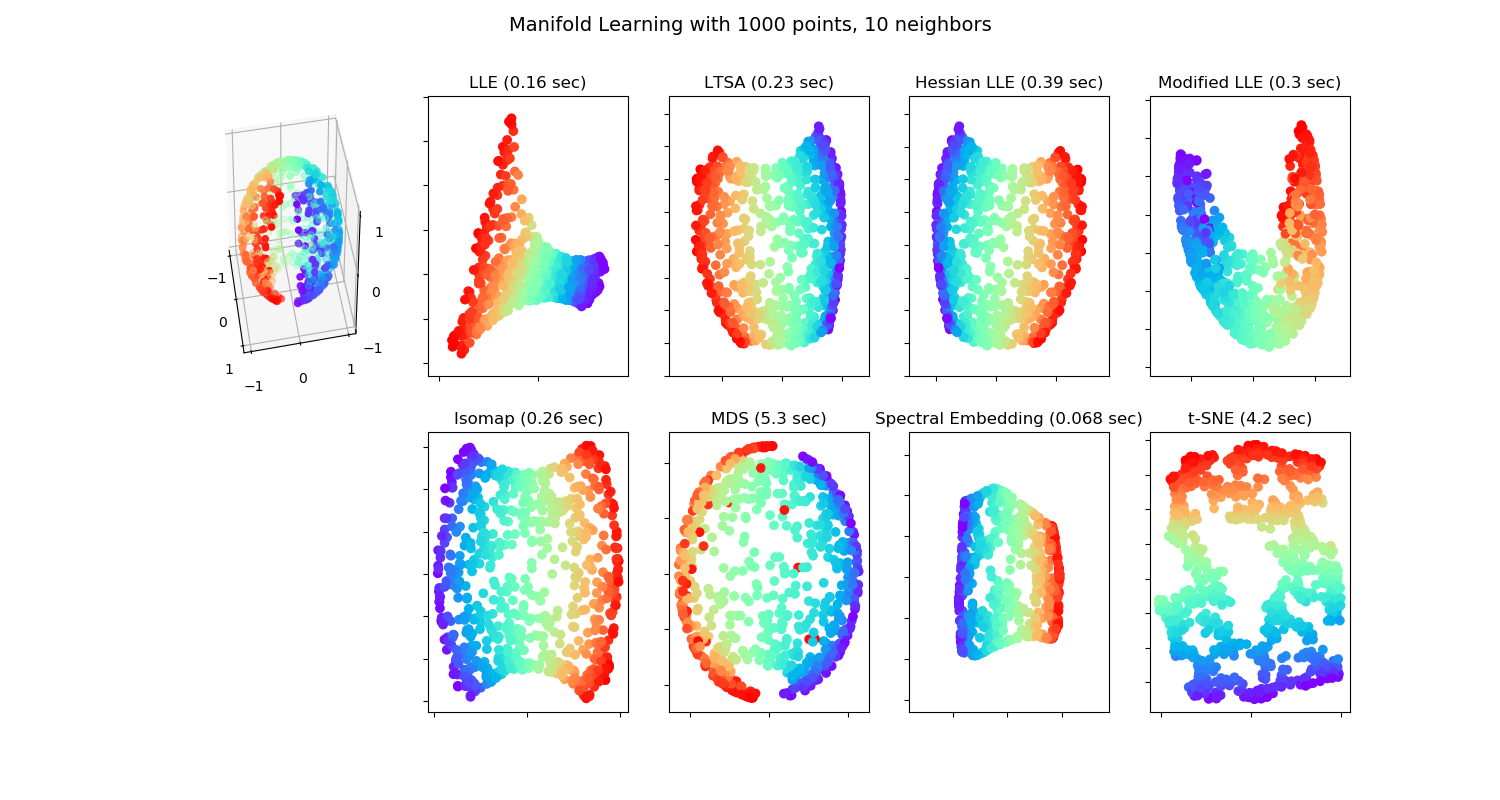 Manifold Learning with 1000 points, 10 neighbors
LLE (0.16 sec)
LTSA (0.23 sec)
Hessian LLE (0.39 sec)
Modified LLE (0.3 sec)
1
0
−1
−1
0
1
−1
0
1
Isomap (0.26 sec)
MDS (5.3 sec)
Spectral Embedding (0.068 sec)
t-SNE (4.2 sec)